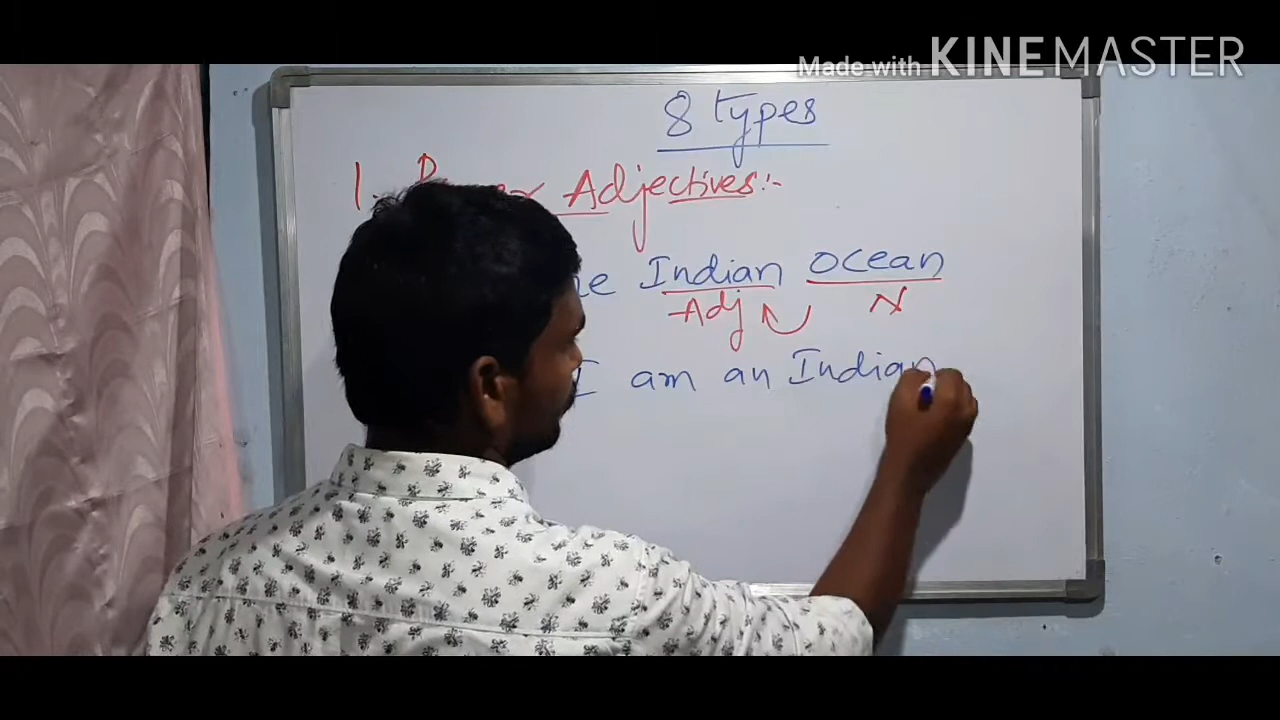 Made with KINEMASTER
8 types
1. Adjectives:-
Indian ocean
Adj N
I am an Indian